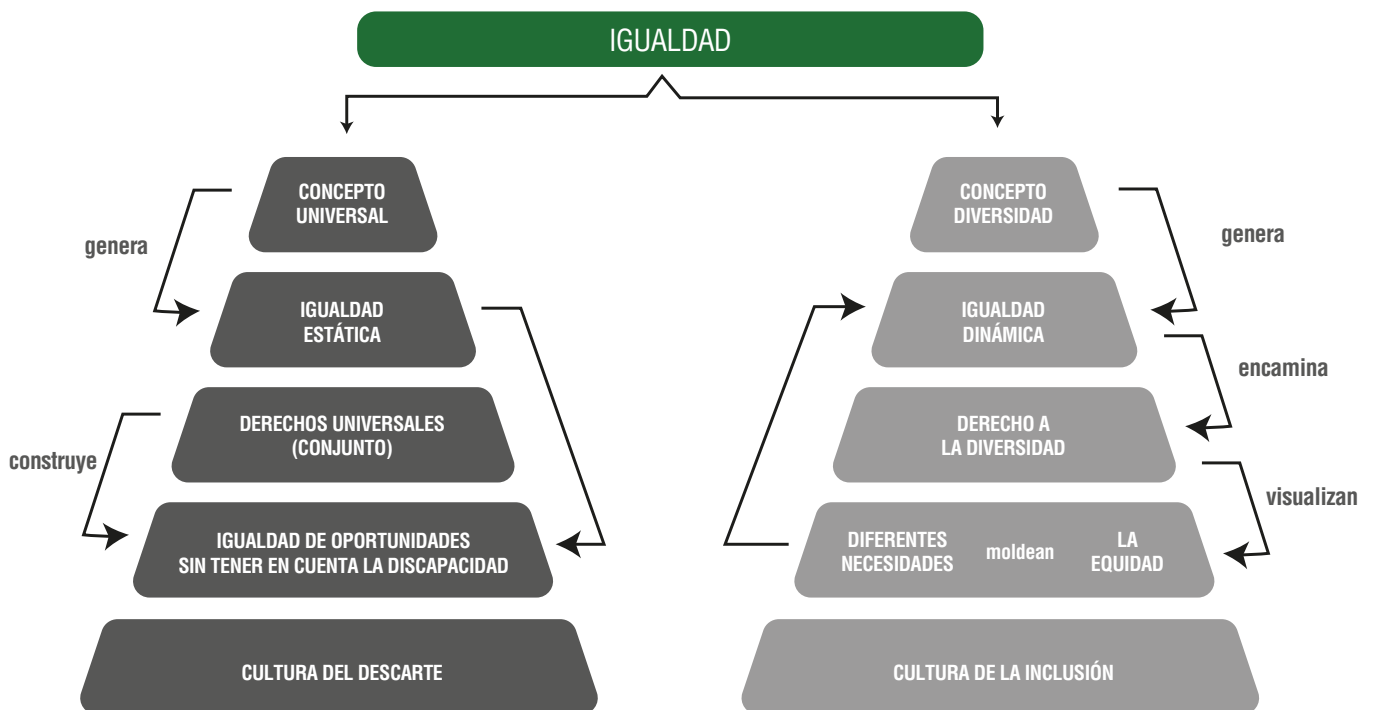 IGUALDAD
CONCEPTO
UNIVERSAL
genera
IGUALDAD
ESTÁTICA
DERECHOS UNIVERSALES
(CONJUNTO)
construye
IGUALDAD DE OPORTUNIDADES
SIN TENER EN CUENTA LA DISCAPACIDAD
CULTURA DEL DESCARTE
CONCEPTO
DIVERSIDAD
genera
IGUALDAD
DINÁMICA
encamina
DERECHO A
LA DIVERSIDAD
visualizan
DIFERENTES
NECESIDADES
moldean
LA
EQUIDAD
CULTURA DE LA INCLUSIÓN